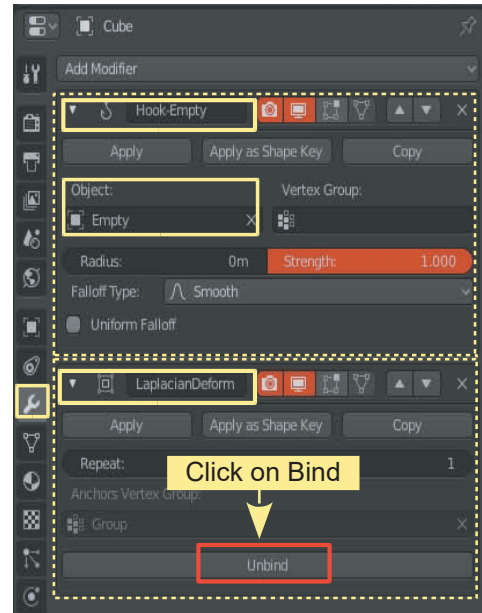 Cube
Add Modifier
Hook-Empty
Apply Apply as Shape Key Copy
Object: Vertex Group:
Empty
Radius: 0m Strength: 1.000
Falloff Type: Smooth
Uniform Falloff
LaplacianDeform
Apply Apply as Shape Key Copy
Repeat: 1
Click on Bind
Anchors Vertex Group:
Group
Unbind